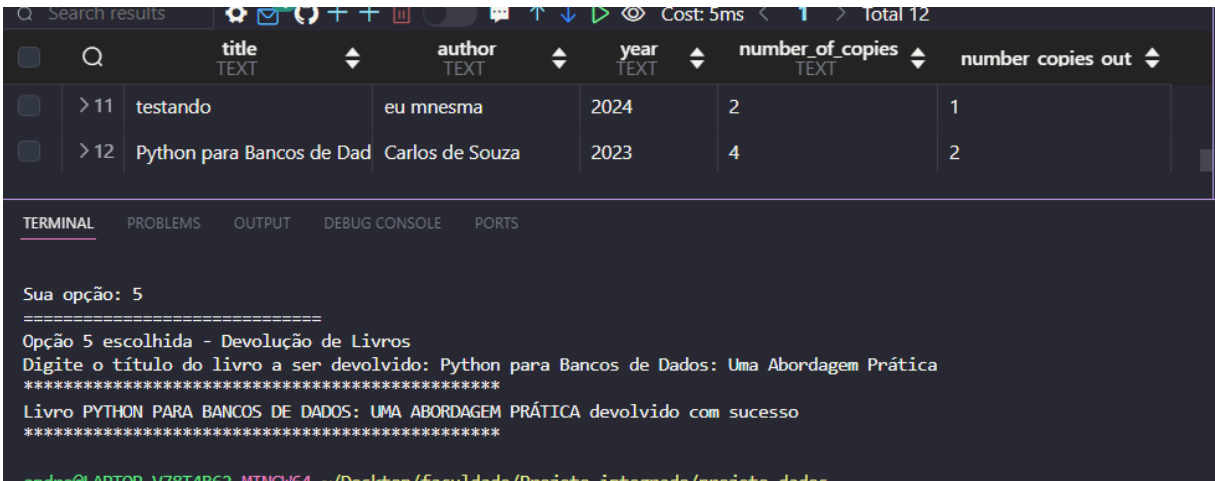 Search results Cost: 5ms < 1 > Total 12
title author year number_of_copies number copies out
TEXT TEXT TEXT TEXT
>11 testando eu mnesma 2024 2 1
>12 Python para Bancos de Dad Carlos de Souza 2023 4 2
TERMINAL PROBLEMS OUTPUT DEBUG CONSOLE PORTS
Sua opção: 5
==============================
Opção 5 escolhida - Devolução de Livros
Digite o título do livro a ser devolvido: Python para Bancos de Dados: Uma Abordagem Prática
************************************************
Livro PYTHON PARA BANCOS DE DADOS: UMA ABORDAGEM PRÁTICA devolvido com sucesso
************************************************